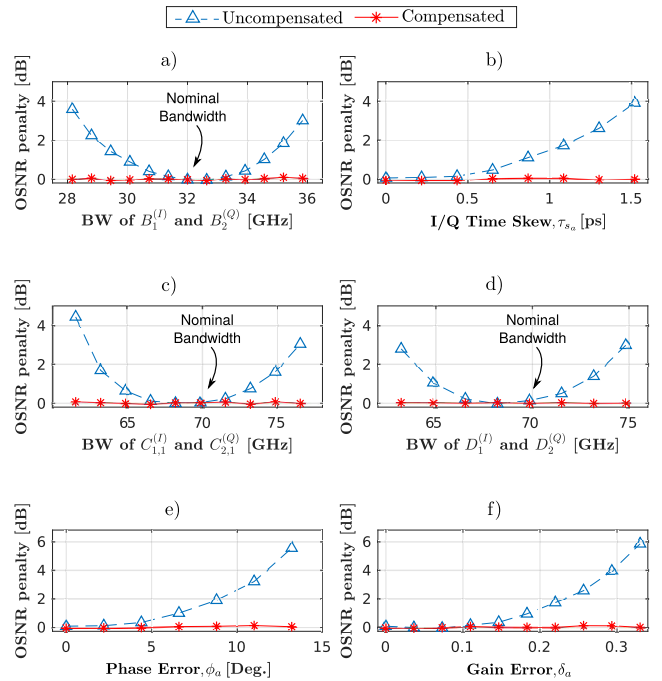 Uncompensated Compensated
a)
OSNR penalty [dB]
4
2
0
Nominal
Bandwidth
28 30 32 34 36
BW of B₁⁽ᴵ⁾ and B₂⁽Q⁾ [GHz]
b)
OSNR penalty [dB]
4
2
0
0 0.5 1 1.5
I/Q Time Skew, τₛₐ [ps]
c)
OSNR penalty [dB]
4
2
0
Nominal
Bandwidth
65 70 75
BW of C₁,₁⁽ᴵ⁾ and C₂,₁⁽Q⁾ [GHz]
d)
OSNR penalty [dB]
4
2
0
Nominal
Bandwidth
65 70 75
BW of D₁⁽ᴵ⁾ and D₂⁽Q⁾ [GHz]
e)
OSNR penalty [dB]
6
4
2
0
0 5 10 15
Phase Error, ϕₐ [Deg.]
f)
OSNR penalty [dB]
6
4
2
0
0 0.1 0.2 0.3
Gain Error, δₐ